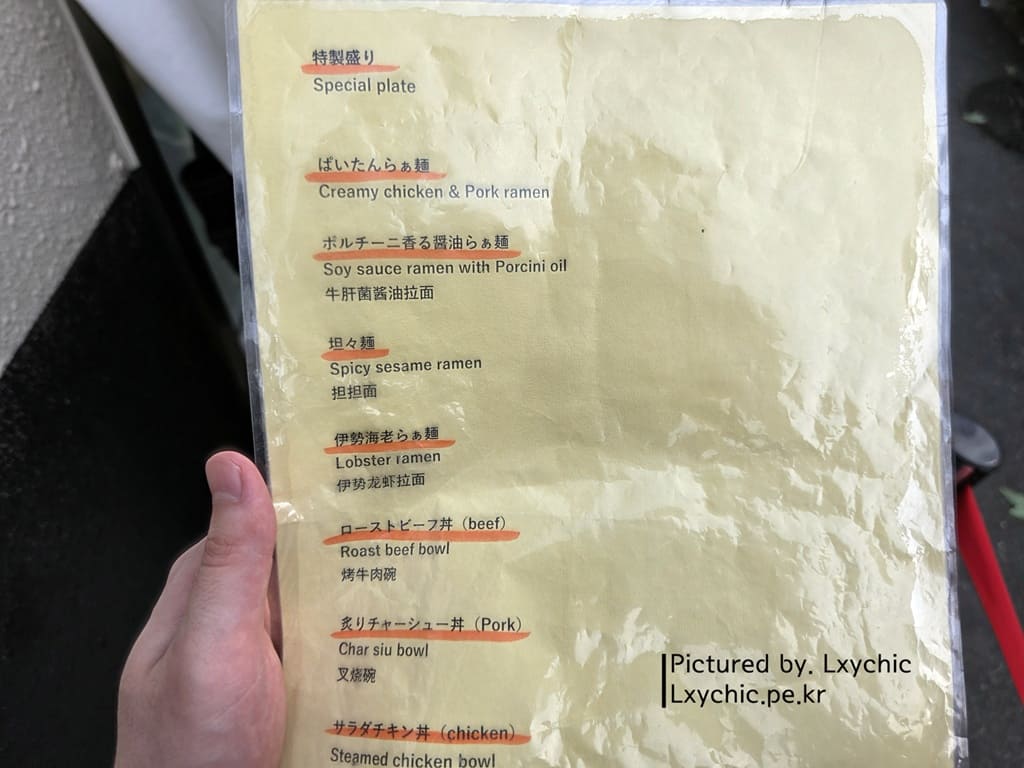 特製盛り
Special plate
ぱいたんらぁ麺
Creamy chicken & Pork ramen
ポルチーニ香る醤油らぁ麺
Soy sauce ramen with Porcini oil
牛肝菌酱油拉面
坦々麺
Spicy sesame ramen
担担面
伊勢海老らぁ麺
Lobster ramen
伊势龙虾拉面
ローストビーフ丼（beef）
Roast beef bowl
烤牛肉碗
炙りチャーシュー丼（Pork）
Char siu bowl
叉烧碗
サラダチキン丼（chicken）
Steamed chicken bowl
Pictured by. Lxychic
Lxychic.pe.kr